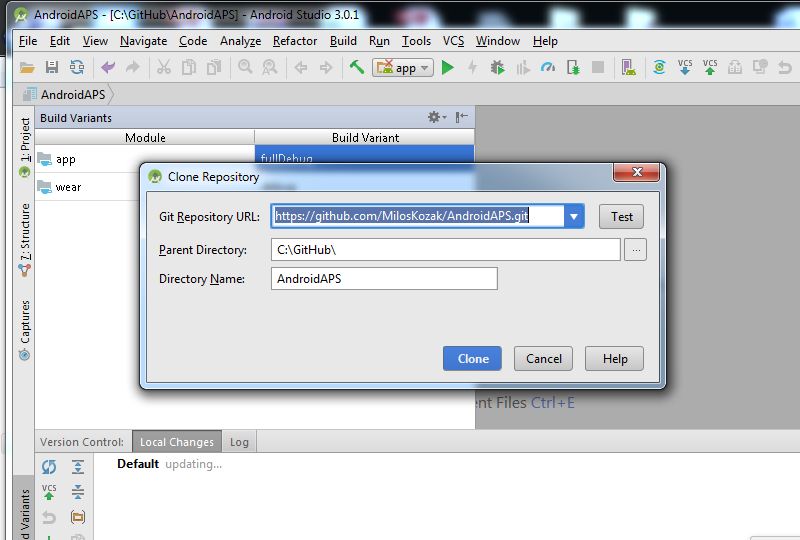 AndroidAPS - [C:\GitHub\AndroidAPS] - Android Studio 3.0.1
File Edit View Navigate Code Analyze Refactor Build Run Tools VCS Window Help
app VCS VCS
AndroidAPS
1: Project
Z: Structure
Captures
Build Variants
Module Build Variant
app fullDebug
wear
Clone Repository
Git Repository URL: https://github.com/MilosKozak/AndroidAPS.git Test
Parent Directory: C:\GitHub\ ...
Directory Name: AndroidAPS
Clone Cancel Help
ent Files Ctrl+E
Version Control: Local Changes Log
Default updating...
VCS
d Variants